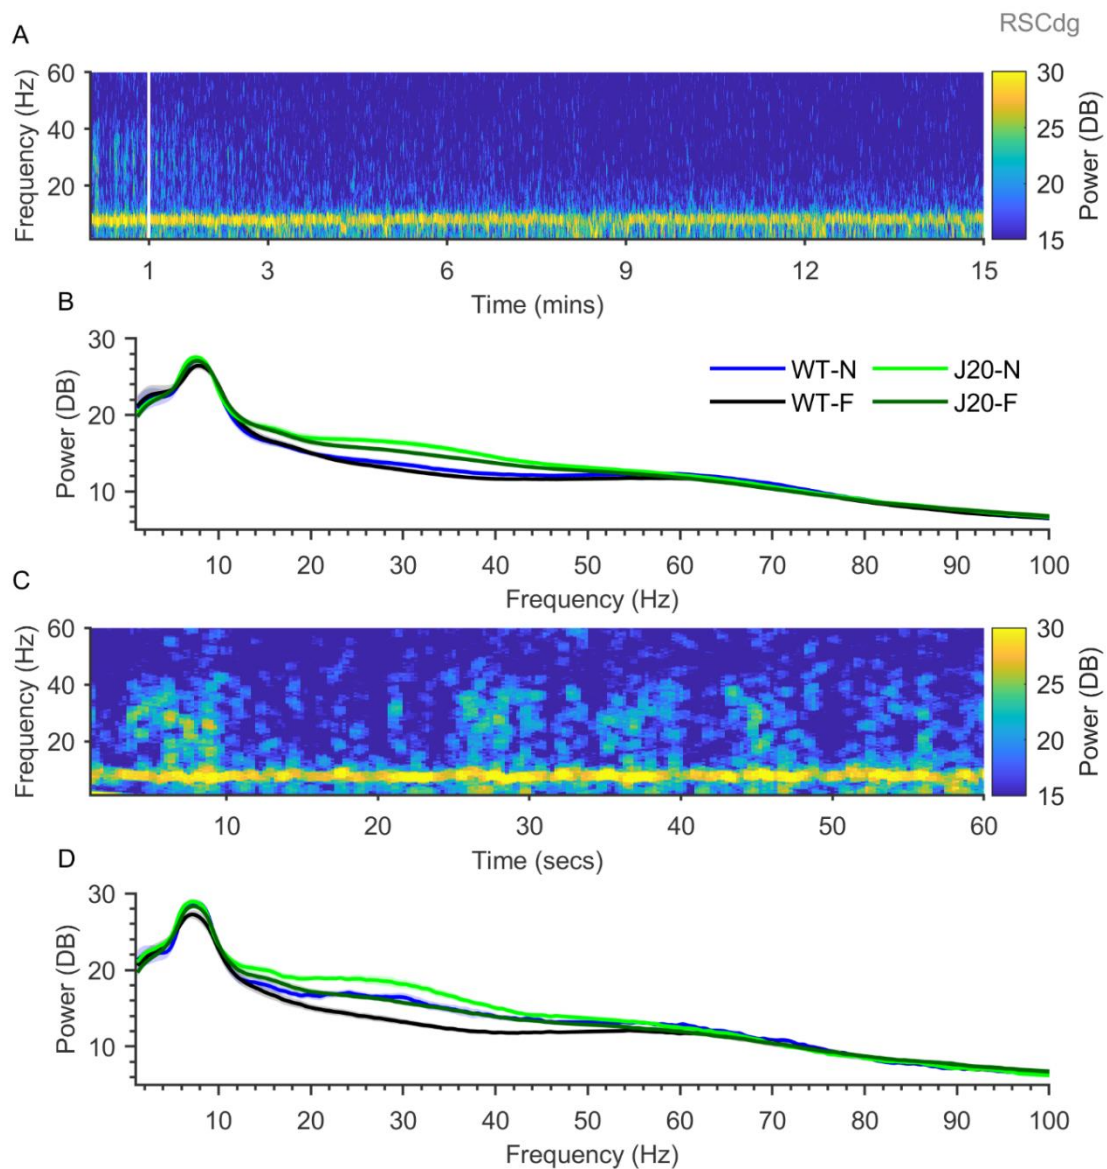 RSCdg
A
60
40
20
Frequency (Hz)
1 3 6 9 12 15
Time (mins)
30
25
20
15
Power (DB)
B
30
20
10
Power (DB)
WT-N J20-N
WT-F J20-F
10 20 30 40 50 60 70 80 90 100
Frequency (Hz)
C
60
40
20
Frequency (Hz)
10 20 30 40 50 60
Time (secs)
30
25
20
15
Power (DB)
D
30
20
10
Power (DB)
10 20 30 40 50 60 70 80 90 100
Frequency (Hz)